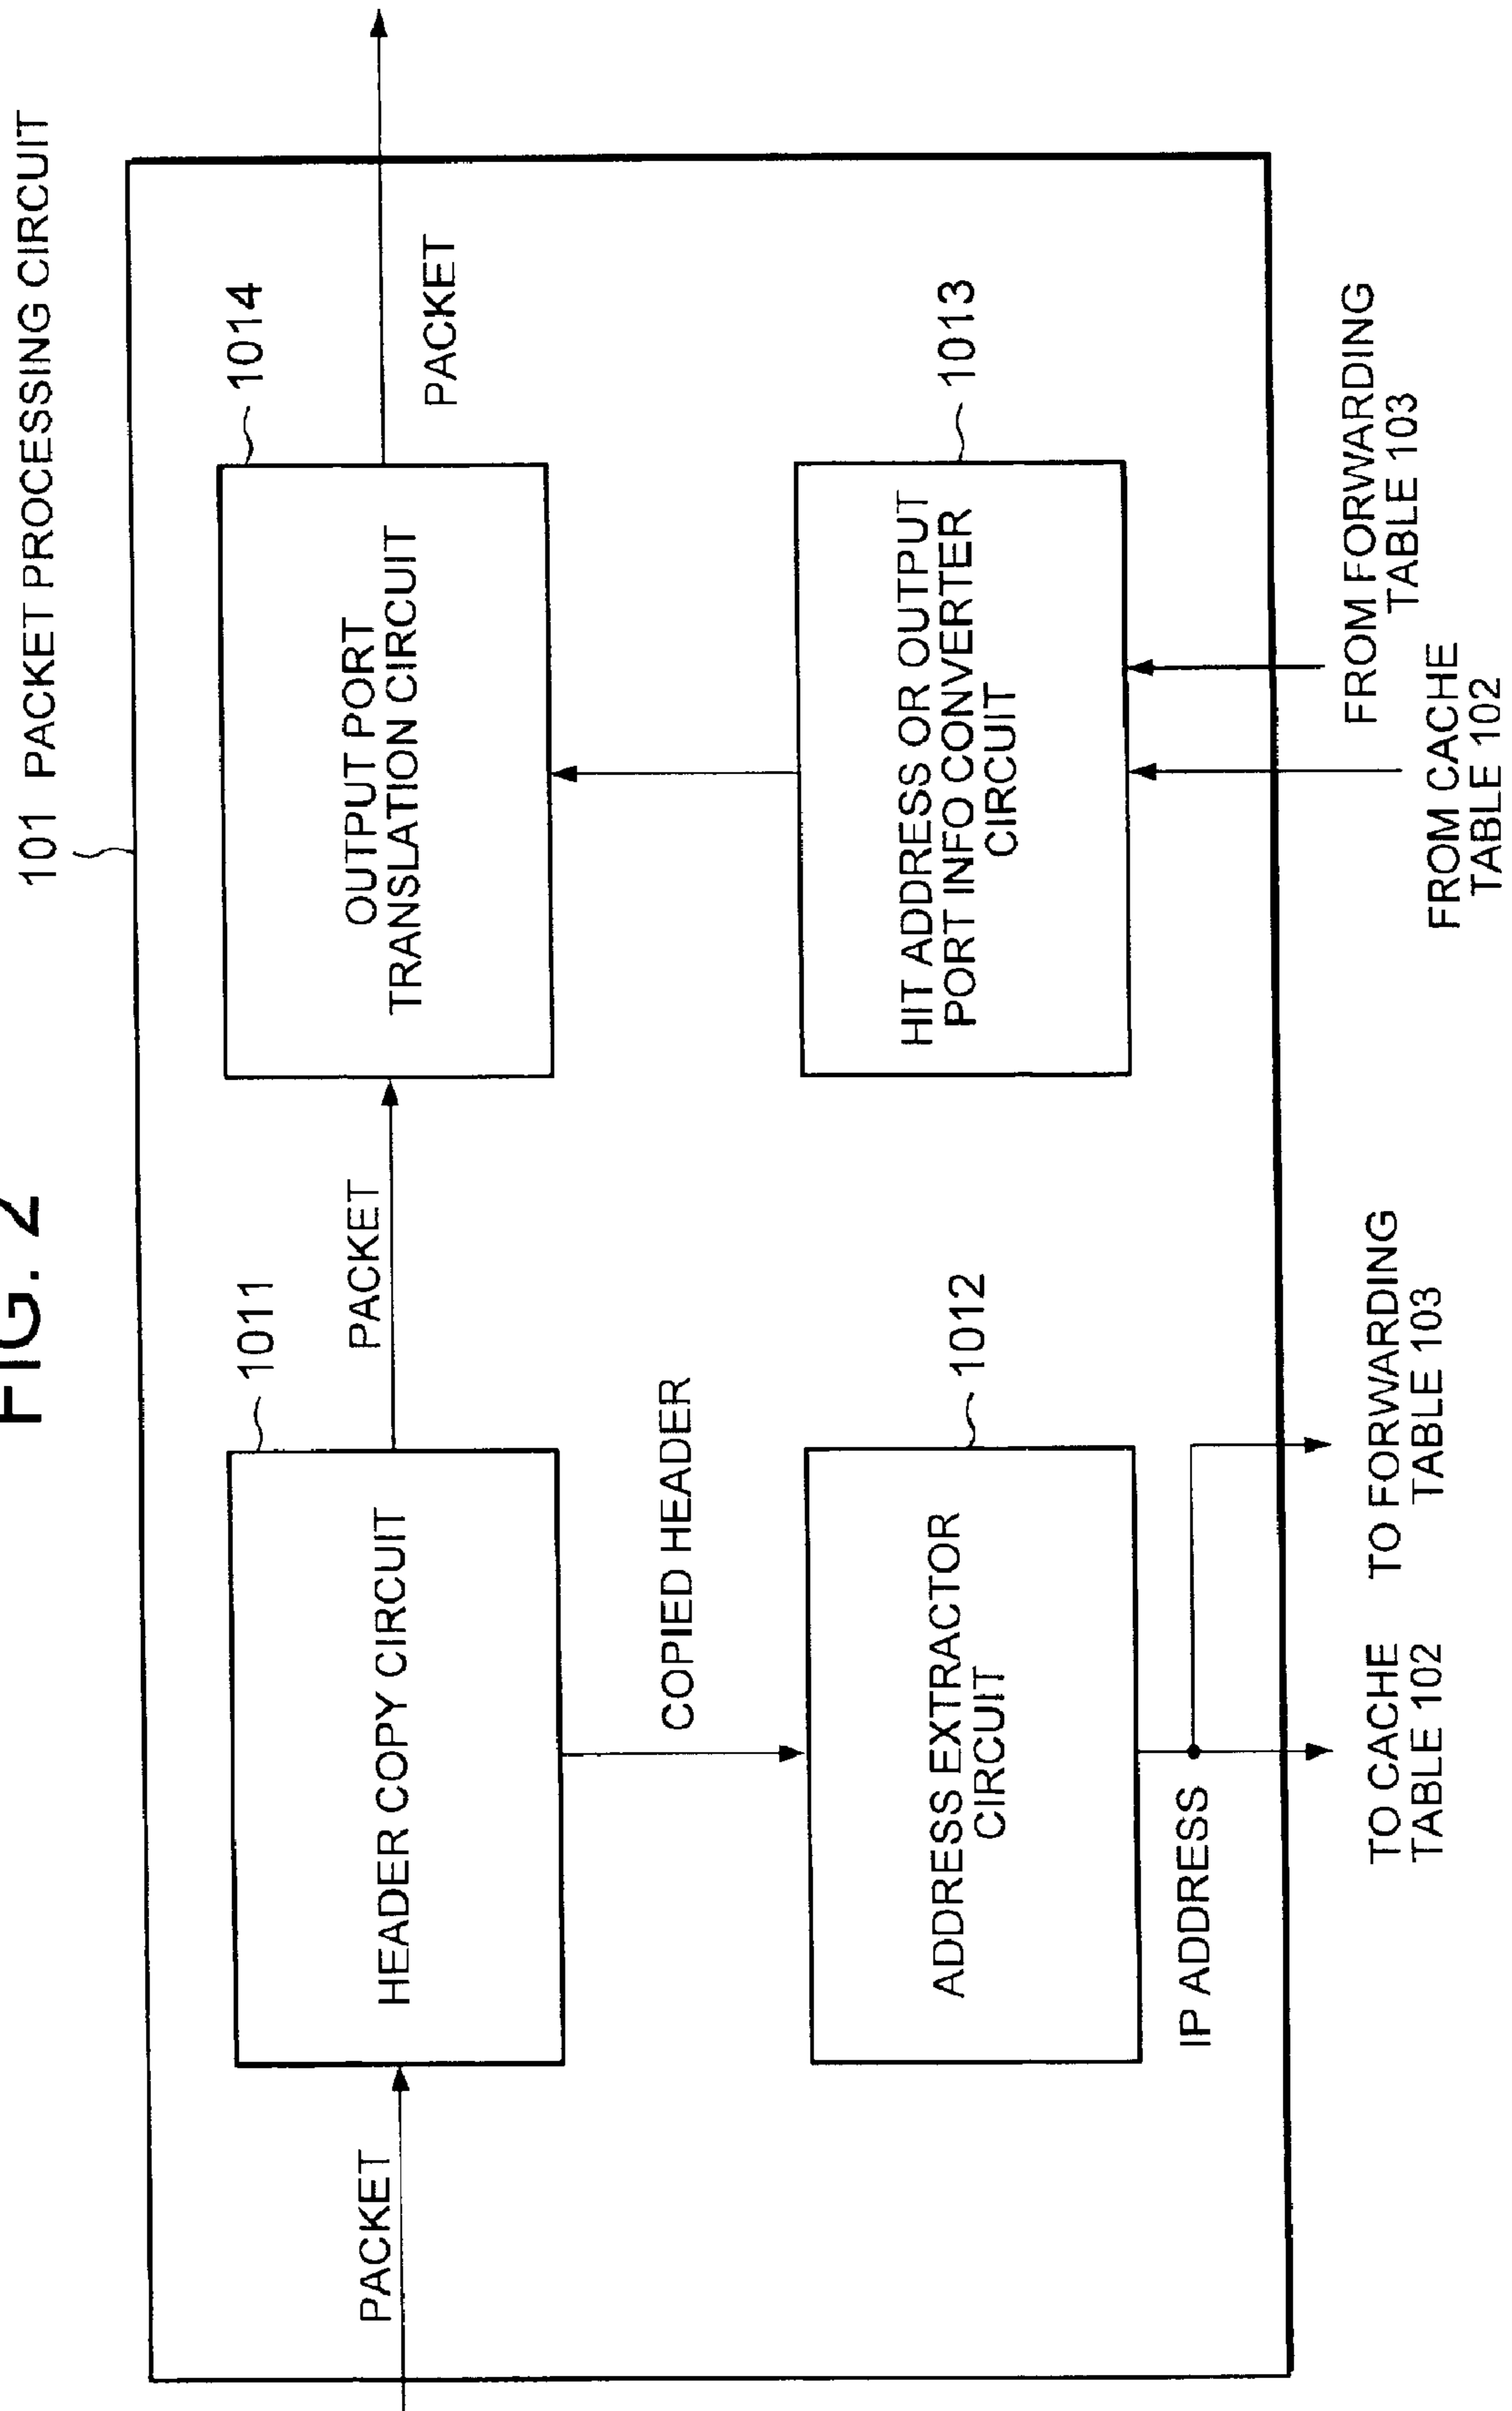 FIG. 2
101 PACKET PROCESSING CIRCUIT
PACKET
1011
HEADER COPY CIRCUIT
PACKET
1014
OUTPUT PORT
TRANSLATION CIRCUIT
PACKET
COPIED HEADER
1012
ADDRESS EXTRACTOR
CIRCUIT
1013
HIT ADDRESS OR OUTPUT
PORT INFO CONVERTER
CIRCUIT
IP ADDRESS
TO CACHE
TABLE 102
TO FORWARDING
TABLE 103
FROM CACHE
TABLE 102
FROM FORWARDING
TABLE 103